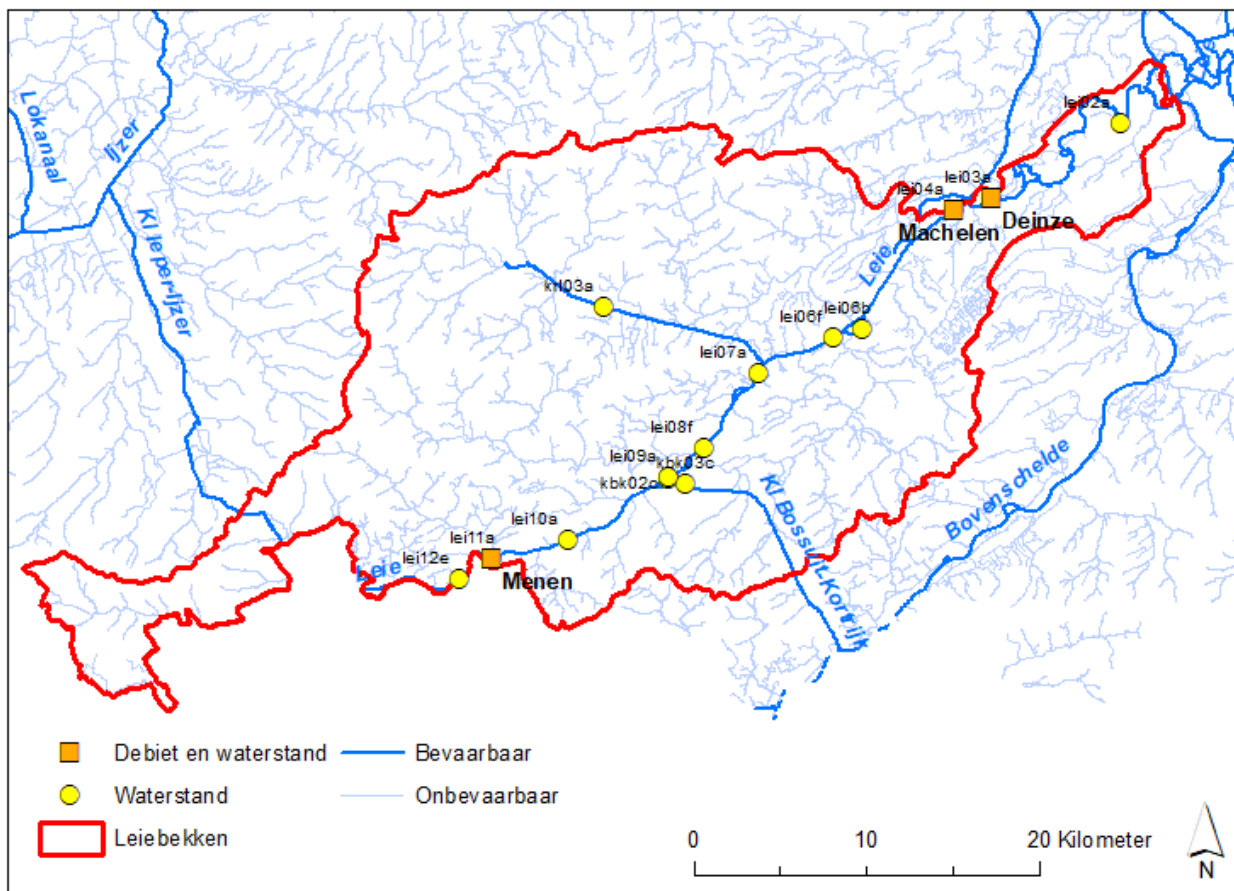 lei02a
Lokanaal
Ijzer
lei03a
lei04a
Deinze
Machelen
Kl Ieper-Ijzer
Leie
krl03a
lei06b
lei06f
lei07a
lei08f
lei09a
kbk03c
kbk02c
Kl Bossuit-Kortrijk
Bovenschelde
lei10a
lei11a
lei12e
Leie
Menen
Debiet en waterstand
Bevaarbaar
Waterstand
Onbevaarbaar
Leiebekken
0
10
20 Kilometer
N